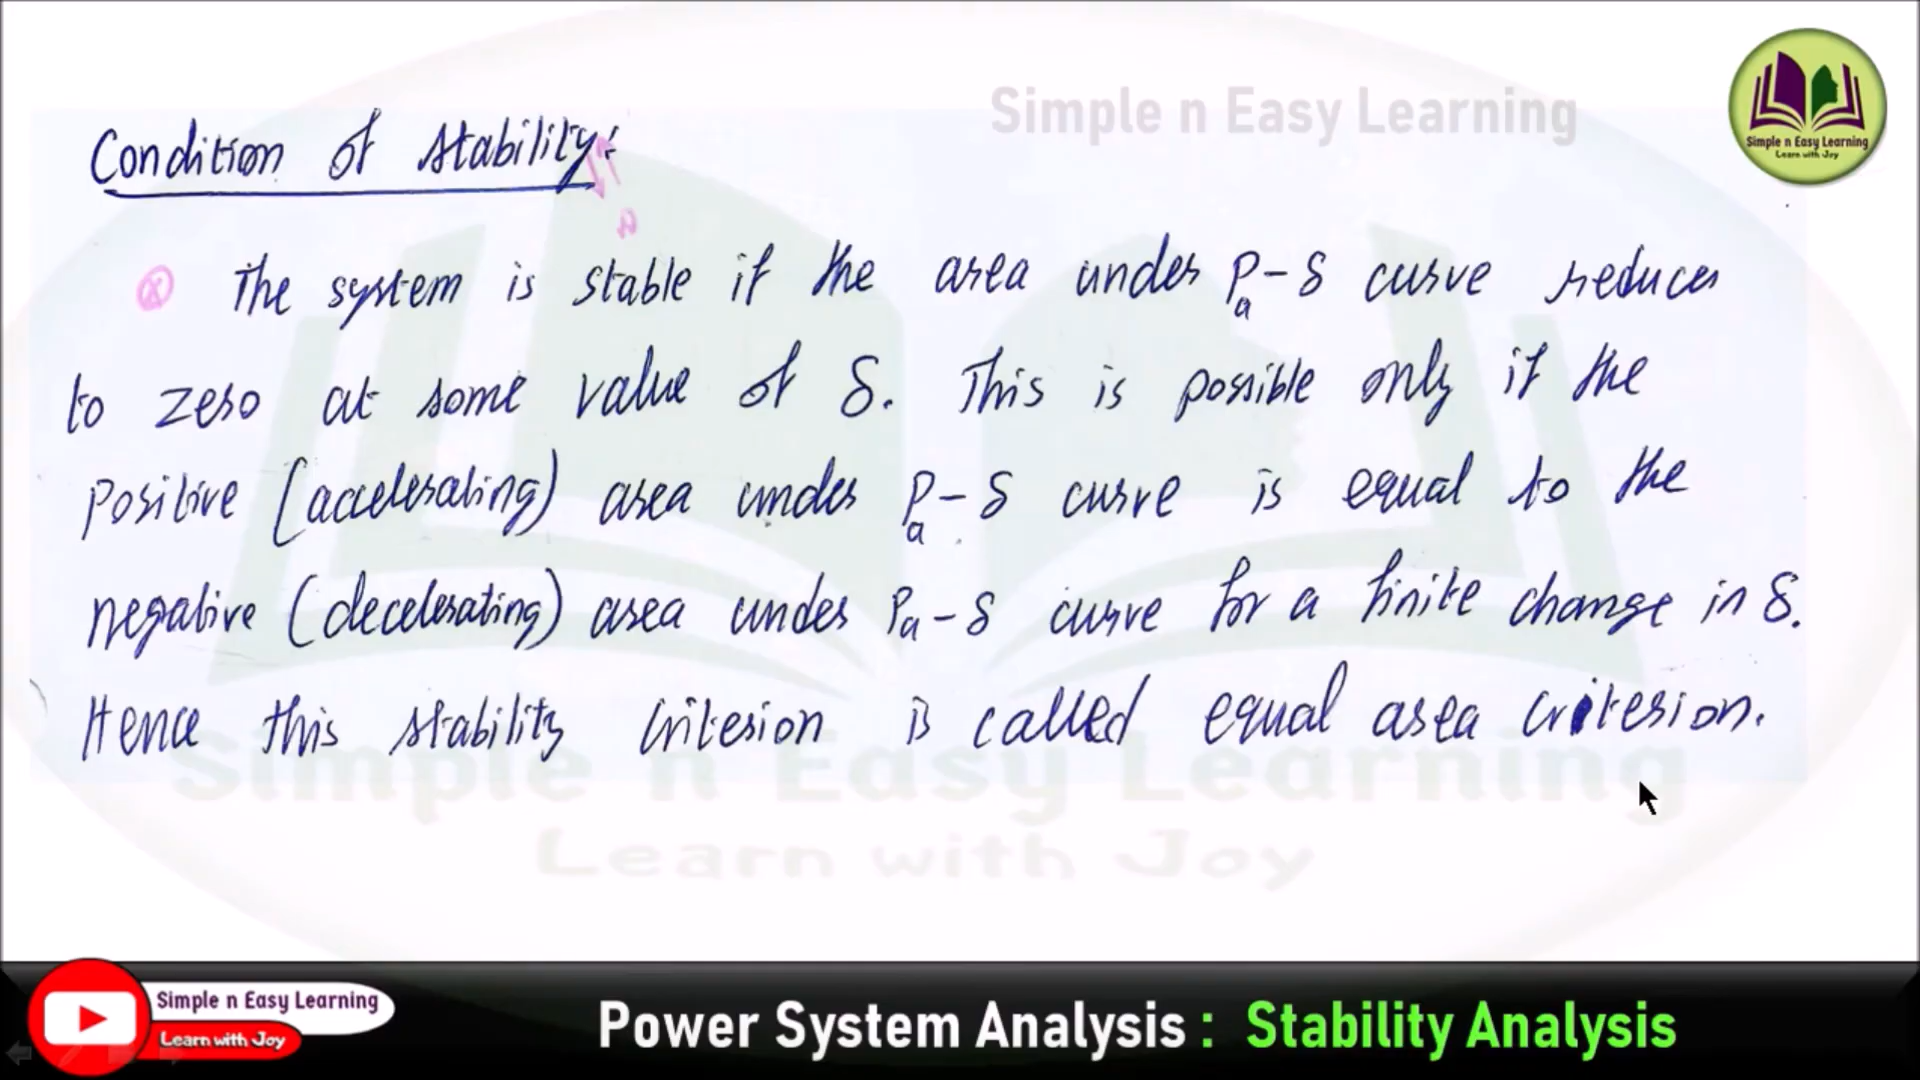 Simple n Easy Learning
Simple n Easy Learning
Learn with Joy
Condition of stability:
The system is stable if the area under Pa-δ curve reduces
to zero at some value of δ. This is possible only if the
positive (accelerating) area under Pa-δ curve is equal to the
negative (decelerating) area under Pa-δ curve for a finite change in δ.
Hence this stability criterion is called equal area criterion.
Simple n Easy Learning
Learn with Joy
Simple n Easy Learning
Learn with Joy
Power System Analysis : Stability Analysis